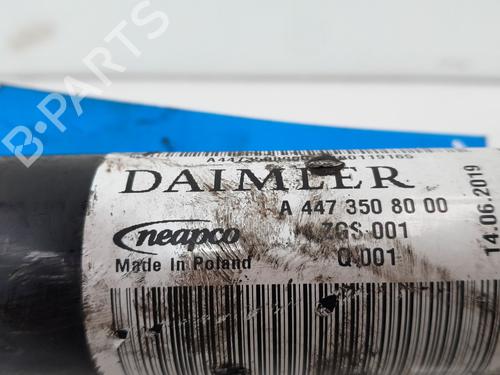 B-PARTS
DAIMLER
A 447 350 80 00
neapco
ZGS 001
Made In Poland
Q.001
14.06.2019